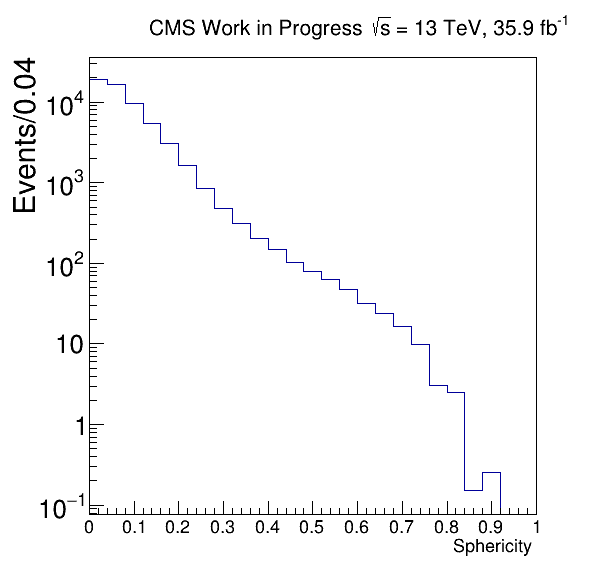 CMS Work in Progress √s = 13 TeV, 35.9 fb⁻¹
Events/0.04
10⁴
10³
10²
10
1
10⁻¹
0 0.1 0.2 0.3 0.4 0.5 0.6 0.7 0.8 0.9 1
Sphericity